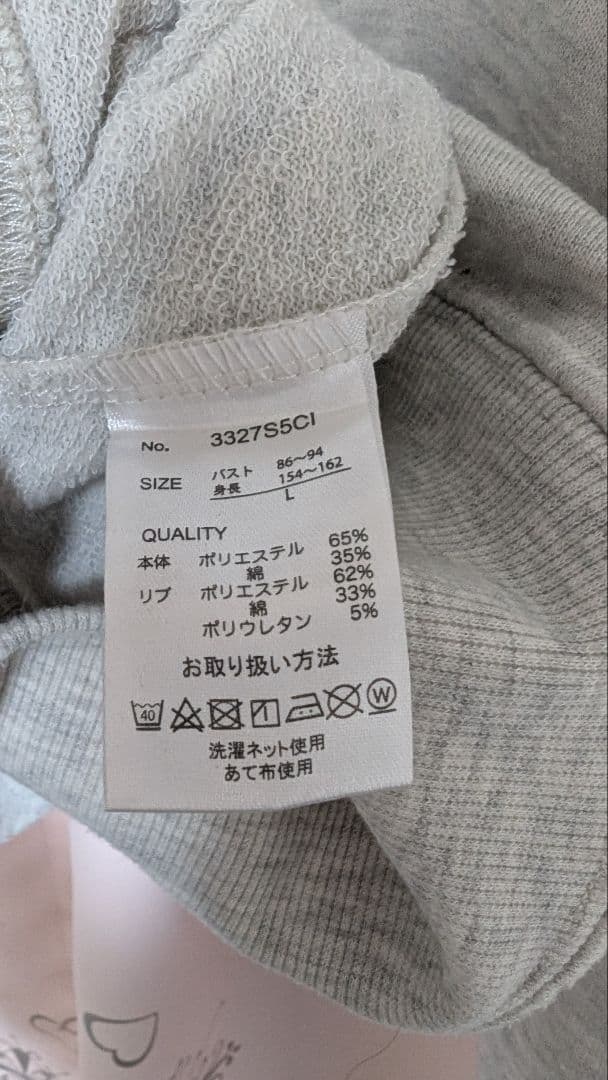 No. 3327S5CI
SIZE バスト 86〜94
身長 154〜162
L
QUALITY
本体 ポリエステル 65%
綿 35%
リブ ポリエステル 62%
綿 33%
ポリウレタン 5%
お取り扱い方法
40 W
洗濯ネット使用
あて布使用